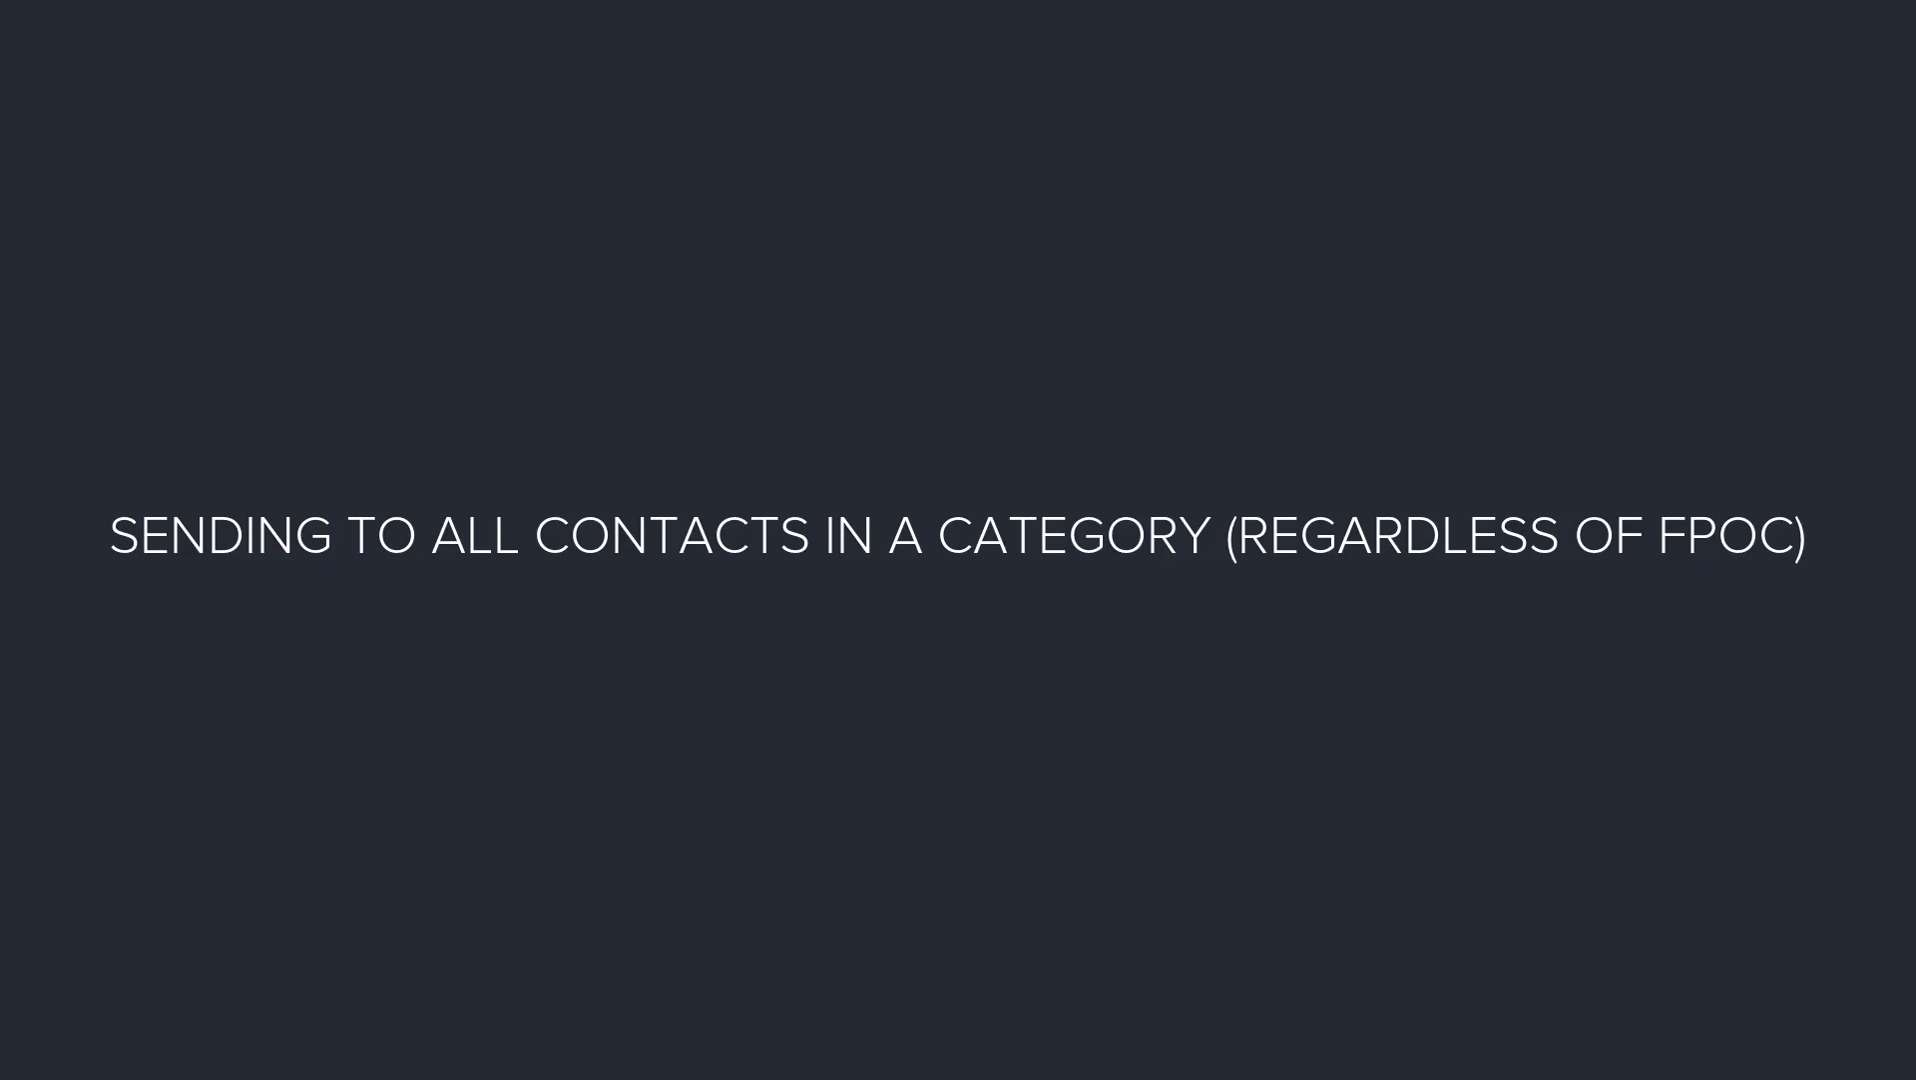 SENDING TO ALL CONTACTS IN A CATEGORY (REGARDLESS OF FPOC)